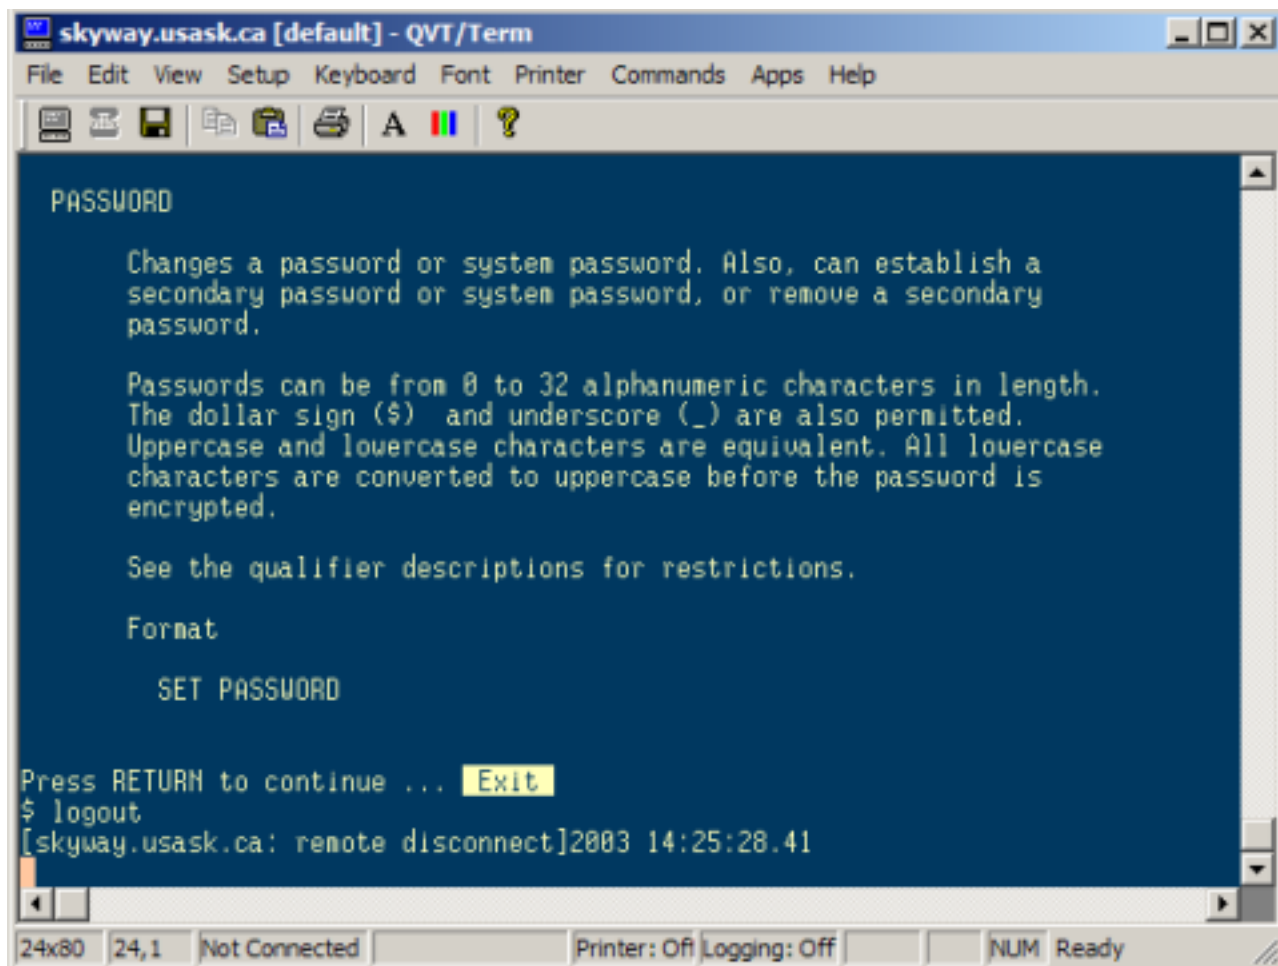 skyway.usask.ca [default] - QVT/Term
File Edit View Setup Keyboard Font Printer Commands Apps Help
A
PASSWORD
Changes a password or system password. Also, can establish a
secondary password or system password, or remove a secondary
password.
Passwords can be from 0 to 32 alphanumeric characters in length.
The dollar sign ($)  and underscore (_) are also permitted.
Uppercase and lowercase characters are equivalent. All lowercase
characters are converted to uppercase before the password is
encrypted.
See the qualifier descriptions for restrictions.
Format
SET PASSWORD
Press RETURN to continue ... Exit
$ logout
[skyway.usask.ca: remote disconnect]2003 14:25:28.41
24x80 24,1 Not Connected Printer: Off Logging: Off NUM Ready